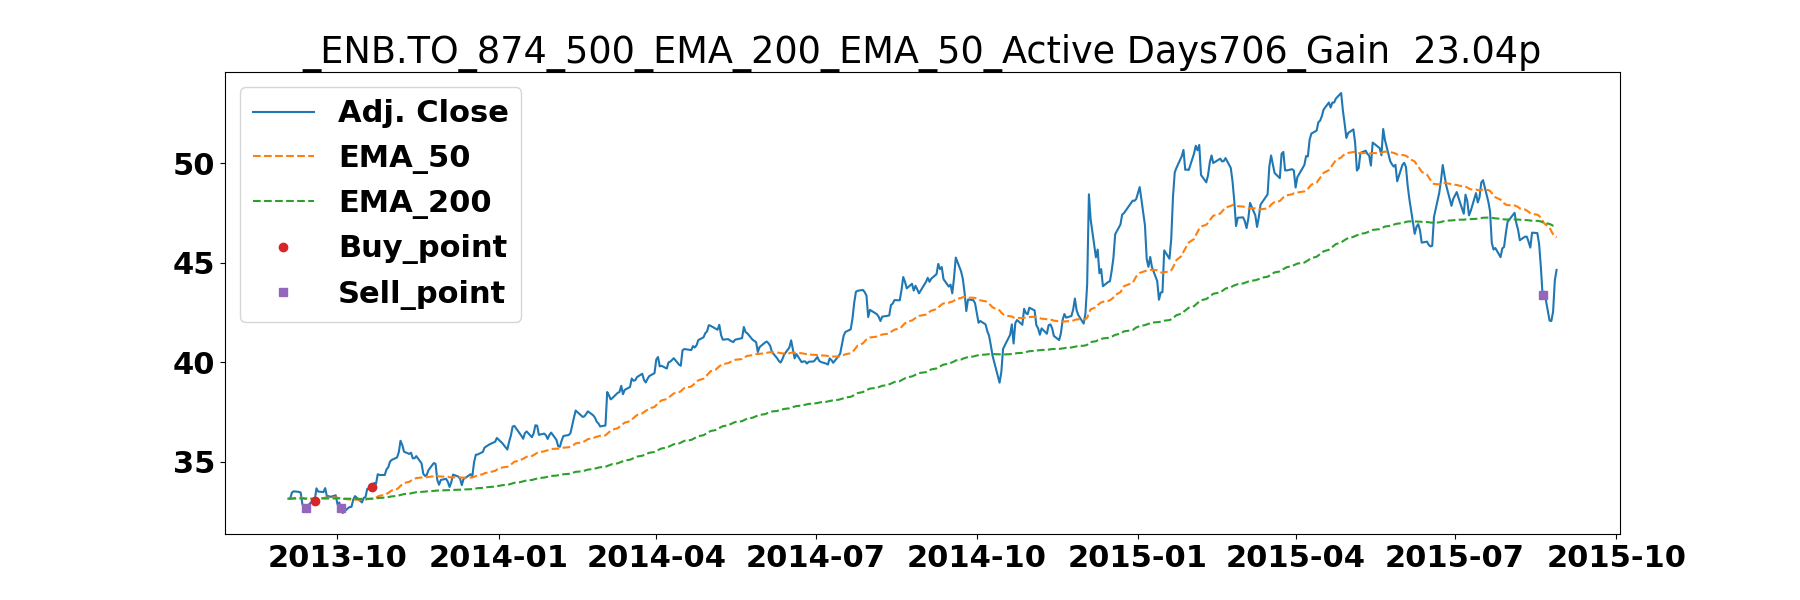 _ENB.TO_874_500_EMA_200_EMA_50_Active Days706_Gain  23.04p
Adj. Close
EMA_50
EMA_200
Buy_point
Sell_point
50
45
40
35
2013-10 2014-01 2014-04 2014-07 2014-10 2015-01 2015-04 2015-07 2015-10